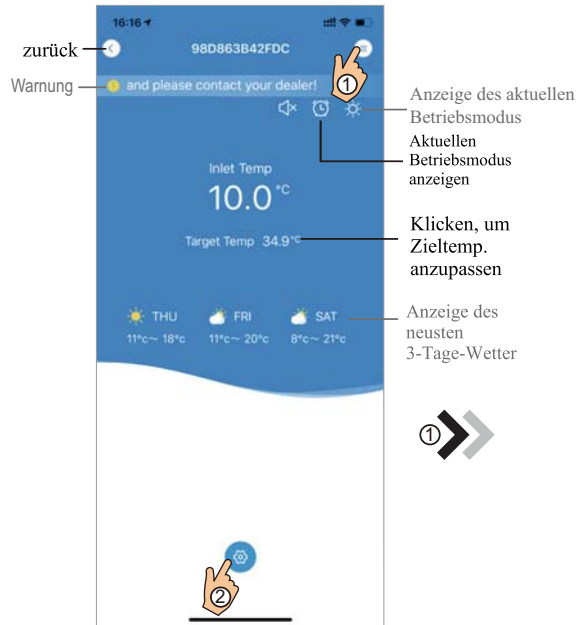 16:16
zurück
98D863B42FDC
Warnung
and please contact your dealer!
①
Anzeige des aktuellen
Betriebsmodus
Aktuellen
Betriebsmodus
anzeigen
Inlet Temp
10.0 °C
Target Temp 34.9°C
Klicken, um
Zieltemp.
anzupassen
THU
FRI
SAT
11°c~ 18°c
11°c~ 20°c
8°c~ 21°c
Anzeige des
neusten
3-Tage-Wetter
①
②